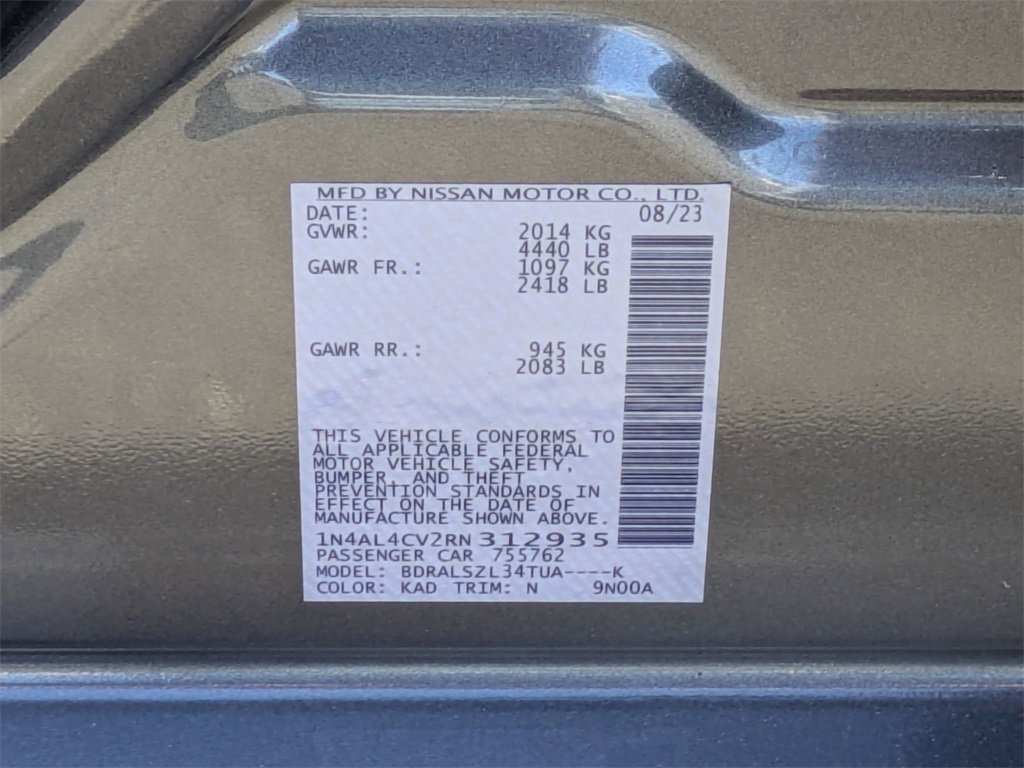 MFD BY NISSAN MOTOR CO., LTD.
DATE: 08/23
GVWR: 2014 KG
4440 LB
GAWR FR.: 1097 KG
2418 LB
GAWR RR.: 945 KG
2083 LB
THIS VEHICLE CONFORMS TO
ALL APPLICABLE FEDERAL
MOTOR VEHICLE SAFETY,
BUMPER, AND THEFT
PREVENTION STANDARDS IN
EFFECT ON THE DATE OF
MANUFACTURE SHOWN ABOVE.
1N4AL4CV2RN312935
PASSENGER CAR 755762
MODEL: BDRALSZL34TUA----K
COLOR: KAD TRIM: N 9N00A